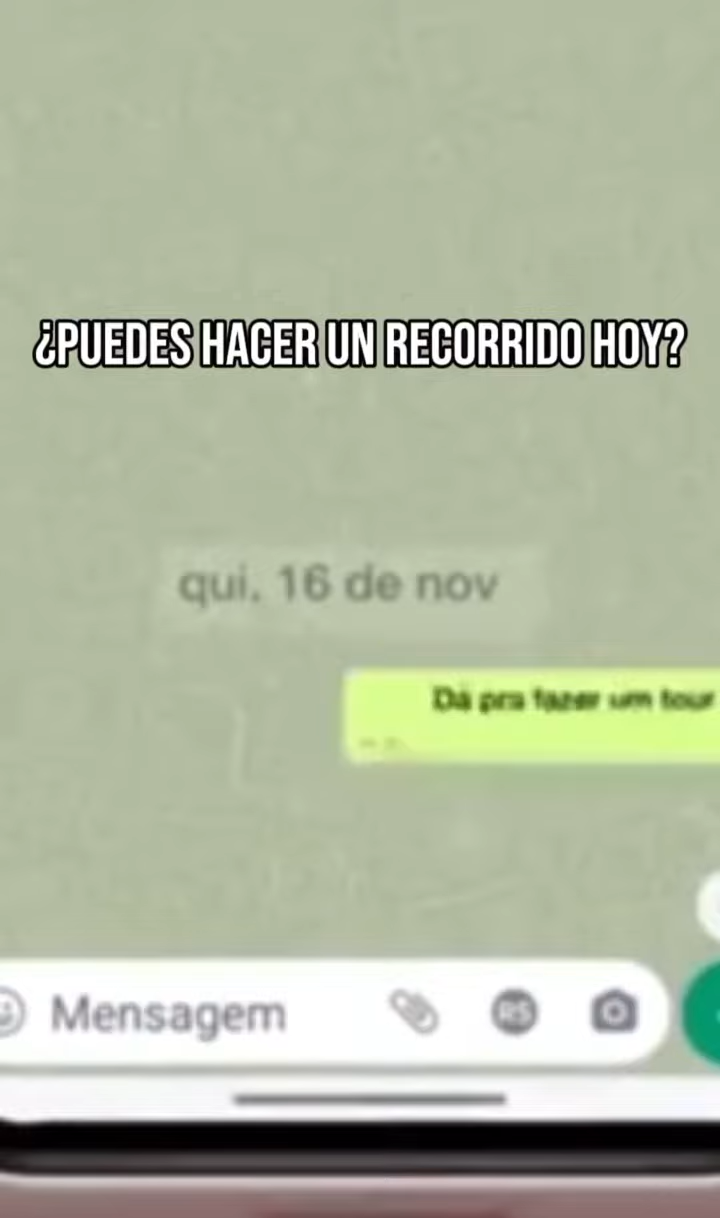 ¿PUEDES HACER UN RECORRIDO HOY?
qui. 16 de nov
Dá pra fazer um tour
Mensagem
R$